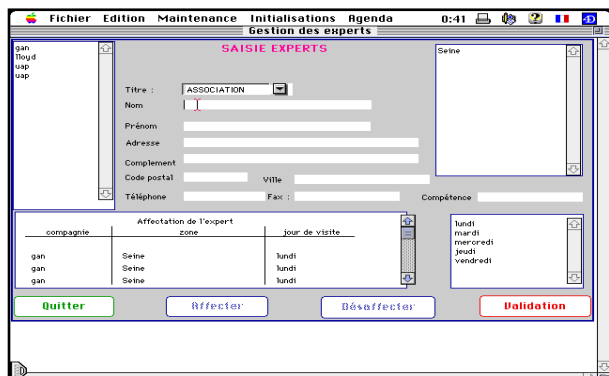 Fichier Edition Maintenance Initialisations Agenda 0:41
Gestion des experts
gan
lloyd
uap
uap
SAISIE EXPERTS
Seine
Titre : ASSOCIATION
Nom
Prénom
Adresse
Complement
Code postal Ville
Téléphone Fax : Compétence
Affectation de l'expert
compagnie zone jour de visite
gan Seine lundi
gan Seine lundi
gan Seine lundi
lundi
mardi
mercredi
jeudi
vendredi
Quitter Affecter Désaffecter Validation